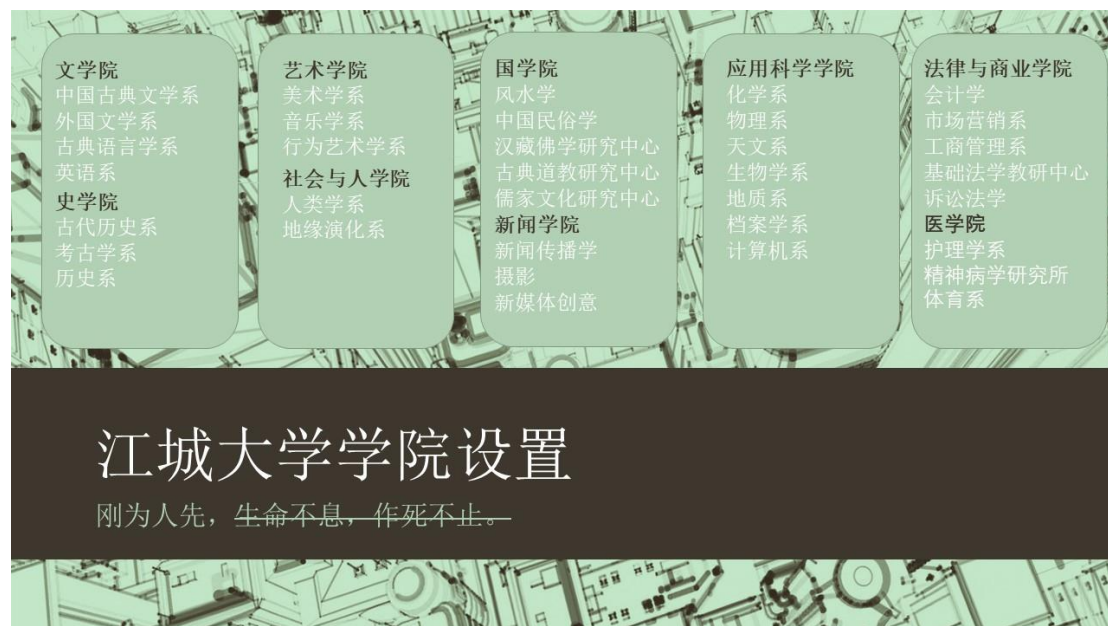 文学院
中国古典文学系
外国文学系
古典语言学系
英语系
史学院
古代历史系
考古学系
历史系
艺术学院
美术学系
音乐学系
行为艺术学系
社会与人学院
人类学系
地缘演化系
国学院
风水学
中国民俗学
汉藏佛学研究中心
古典道教研究中心
儒家文化研究中心
新闻学院
新闻传播学
摄影
新媒体创意
应用科学学院
化学系
物理系
天文系
生物学系
地质系
档案学系
计算机系
法律与商业学院
会计学
市场营销系
工商管理系
基础法学教研中心
诉讼法学
医学院
护理学系
精神病学研究所
体育系
江城大学学院设置
刚为人先，生命不息，作死不止。